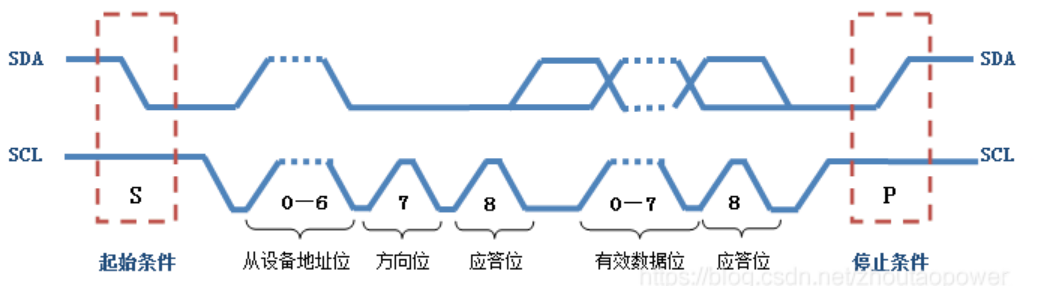 SDA SDA
SCL SCL
S 0—6 7 8 0—7 8 P
起始条件 从设备地址位 方向位 应答位 有效数据位 应答位 停止条件
https://blog.csdn.net/zhoutaopower